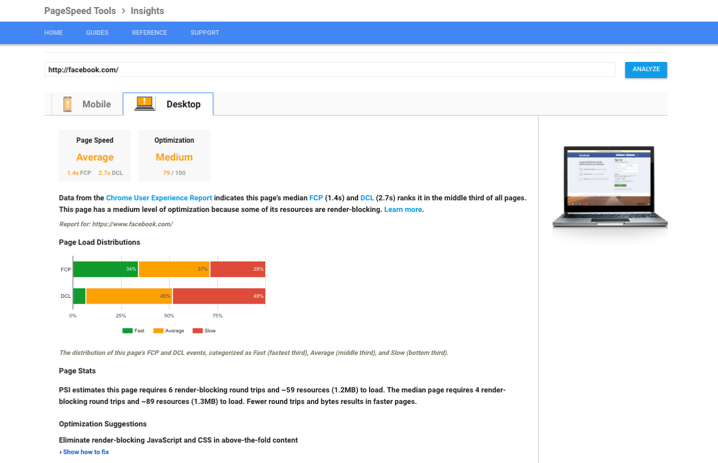 PageSpeed Tools > Insights
HOME GUIDES REFERENCE SUPPORT
http://facebook.com/
ANALYZE
Mobile Desktop
Page Speed
Average
1.4s FCP 2.7s DCL
Optimization
Medium
79 / 100
Data from the Chrome User Experience Report indicates this page's median FCP (1.4s) and DCL (2.7s) ranks it in the middle third of all pages.
This page has a medium level of optimization because some of its resources are render-blocking. Learn more.
Report for: https://www.facebook.com/
Page Load Distributions
FCP 34% 37% 29%
DCL 45% 48%
0% 25% 50% 75%
Fast Average Slow
The distribution of this page's FCP and DCL events, categorized as Fast (fastest third), Average (middle third), and Slow (bottom third).
Page Stats
PSI estimates this page requires 6 render-blocking round trips and ~59 resources (1.2MB) to load. The median page requires 4 render-
blocking round trips and ~89 resources (1.3MB) to load. Fewer round trips and bytes results in faster pages.
Optimization Suggestions
Eliminate render-blocking JavaScript and CSS in above-the-fold content
› Show how to fix
facebook